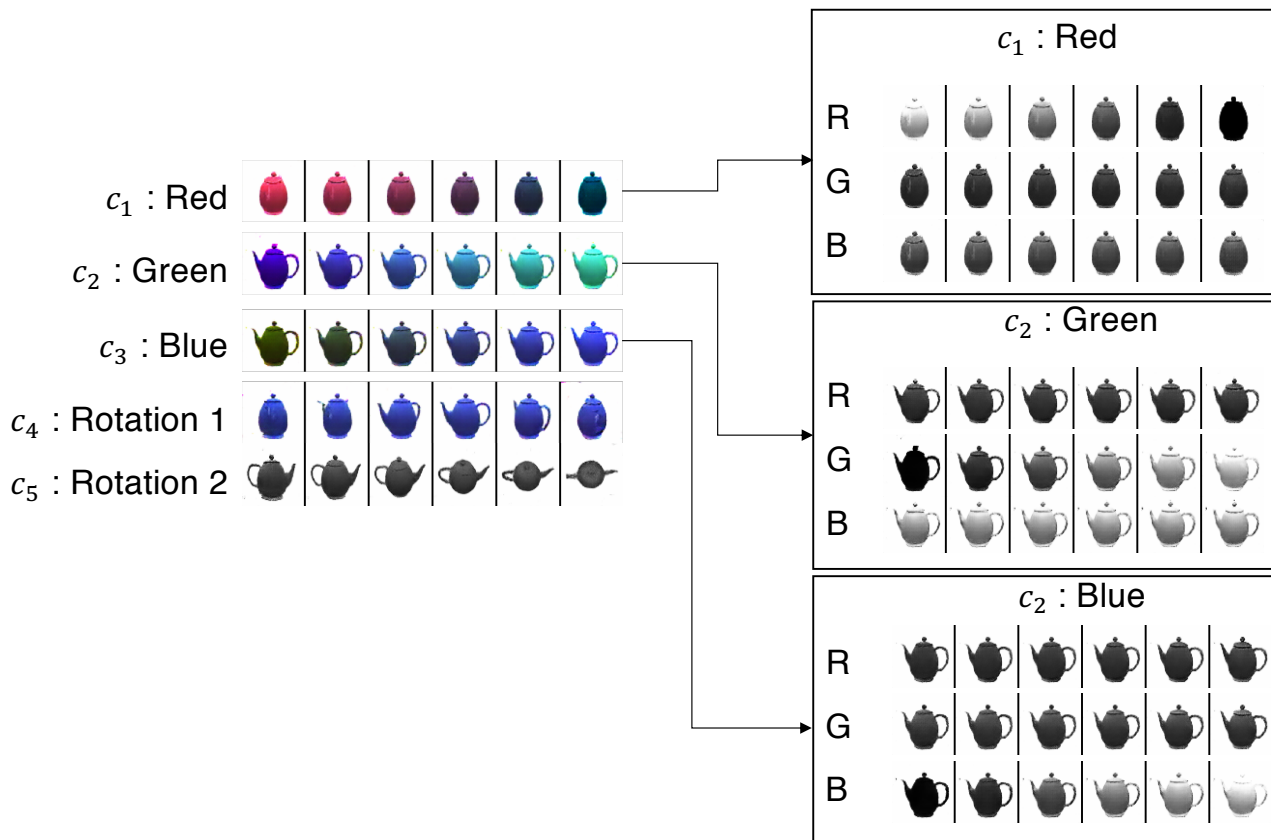 c₁ : Red
c₂ : Green
c₃ : Blue
c₄ : Rotation 1
c₅ : Rotation 2
c₁ : Red
R
G
B
c₂ : Green
R
G
B
c₂ : Blue
R
G
B